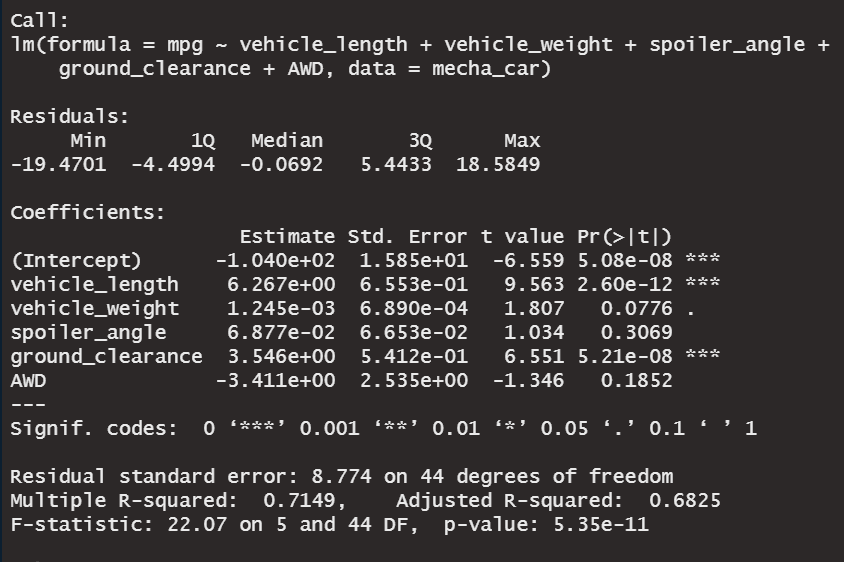 Call:
lm(formula = mpg ~ vehicle_length + vehicle_weight + spoiler_angle +
    ground_clearance + AWD, data = mecha_car)

Residuals:
     Min       1Q   Median       3Q      Max
-19.4701  -4.4994  -0.0692   5.4433  18.5849

Coefficients:
                   Estimate Std. Error t value Pr(>|t|)
(Intercept)      -1.040e+02  1.585e+01  -6.559 5.08e-08 ***
vehicle_length    6.267e+00  6.553e-01   9.563 2.60e-12 ***
vehicle_weight    1.245e-03  6.890e-04   1.807   0.0776 .
spoiler_angle     6.877e-02  6.653e-02   1.034   0.3069
ground_clearance  3.546e+00  5.412e-01   6.551 5.21e-08 ***
AWD              -3.411e+00  2.535e+00  -1.346   0.1852
---
Signif. codes:  0 ‘***’ 0.001 ‘**’ 0.01 ‘*’ 0.05 ‘.’ 0.1 ‘ ’ 1

Residual standard error: 8.774 on 44 degrees of freedom
Multiple R-squared:  0.7149,    Adjusted R-squared:  0.6825
F-statistic: 22.07 on 5 and 44 DF,  p-value: 5.35e-11